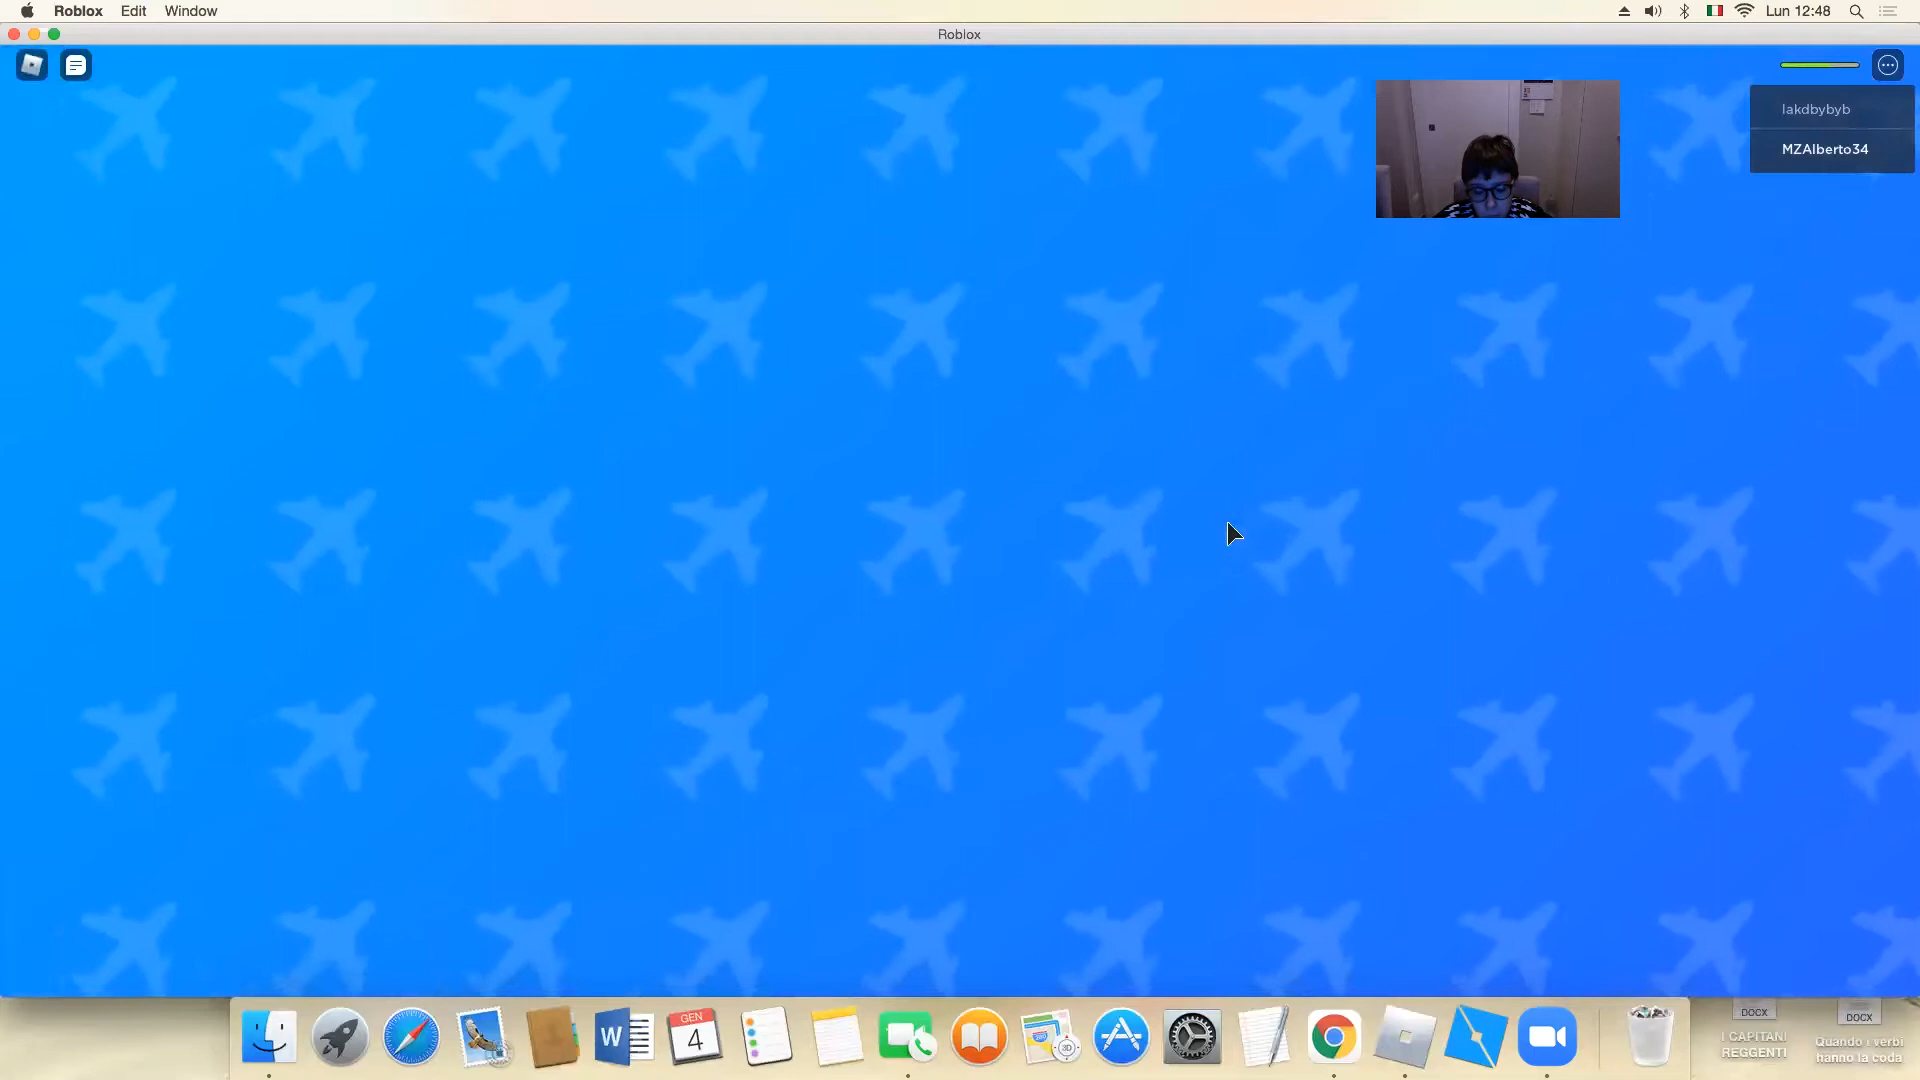 Roblox Edit Window
Lun 12:48
Roblox
lakdbybyb
MZAlberto34
W
GEN
4
3D
DOCX
I CAPITANI
REGGENTI
DOCX
Quando i verbi
hanno la coda